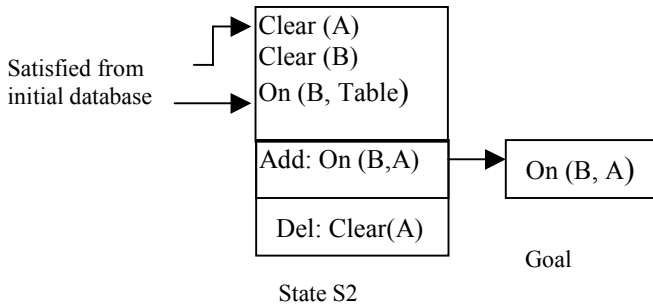 Clear (A)
Clear (B)
Satisfied from
initial database
On (B, Table)
Add: On (B,A)
On (B, A)
Del: Clear(A)
Goal
State S2